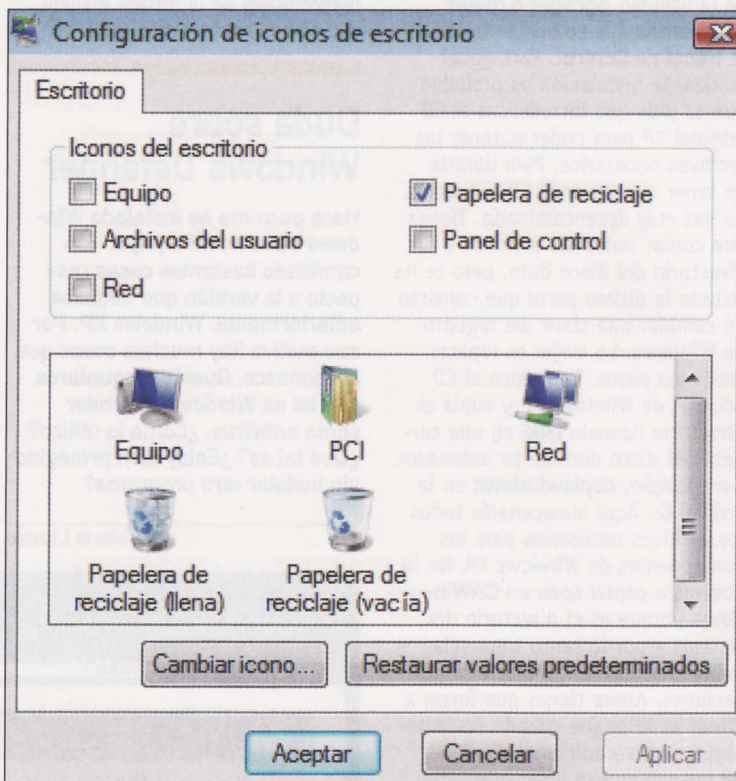 Configuración de iconos de escritorio
Escritorio
Iconos del escritorio
Equipo
Papelera de reciclaje
Archivos del usuario
Panel de control
Red
Equipo
PCI
Red
Papelera de
reciclaje (llena)
Papelera de
reciclaje (vacía)
Cambiar icono...
Restaurar valores predeterminados
Aceptar
Cancelar
Aplicar